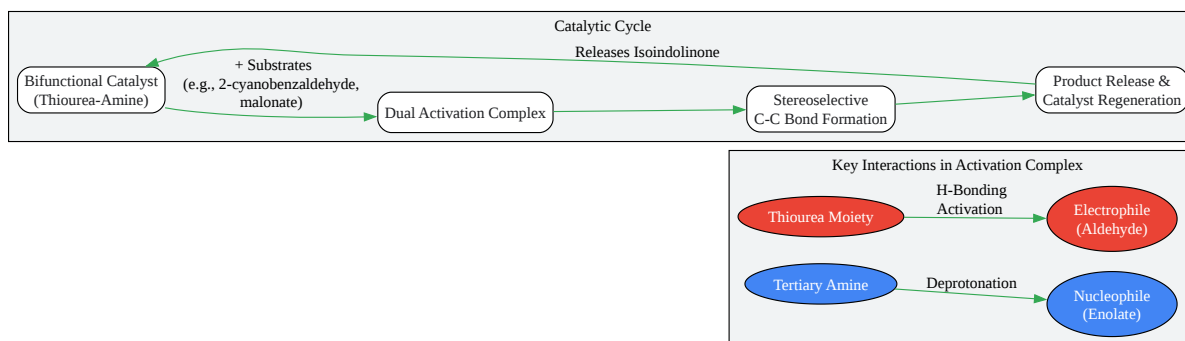 Catalytic Cycle
Releases Isoindolinone
+ Substrates
(e.g., 2-cyanobenzaldehyde,
malonate)
Bifunctional Catalyst
(Thiourea-Amine)
Dual Activation Complex
Stereoselective
C-C Bond Formation
Product Release &
Catalyst Regeneration
Key Interactions in Activation Complex
Thiourea Moiety
H-Bonding
Activation
Electrophile
(Aldehyde)
Tertiary Amine
Deprotonation
Nucleophile
(Enolate)